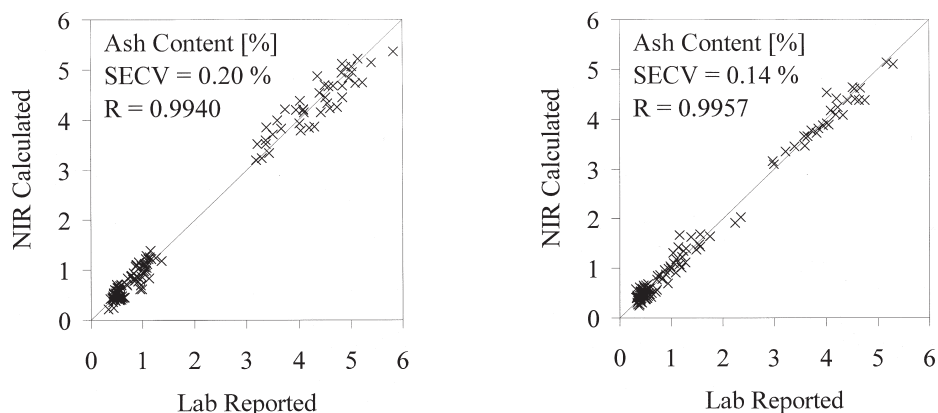 Ash Content [%]
SECV = 0.20 %
R = 0.9940
NIR Calculated
6
5
4
3
2
1
0
0 1 2 3 4 5 6
Lab Reported
Ash Content [%]
SECV = 0.14 %
R = 0.9957
NIR Calculated
6
5
4
3
2
1
0
0 1 2 3 4 5 6
Lab Reported